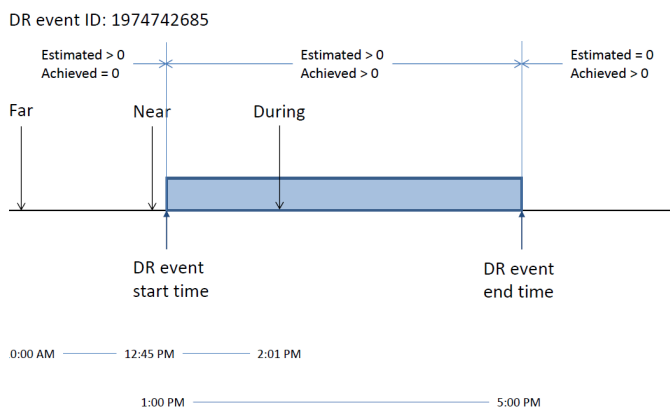 DR event ID: 1974742685
Estimated > 0
Achieved = 0
Estimated > 0
Achieved > 0
Estimated = 0
Achieved > 0
Far
Near
During
DR event
start time
DR event
end time
0:00 AM
12:45 PM
2:01 PM
1:00 PM
5:00 PM